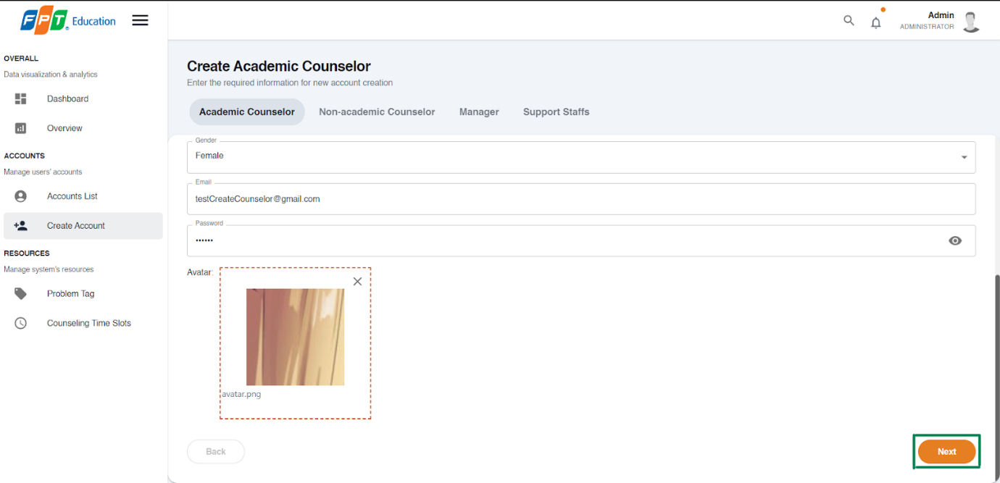 FPT Education
Admin
ADMINISTRATOR
OVERALL
Data visualization & analytics
Dashboard
Overview
ACCOUNTS
Manage users' accounts
Accounts List
Create Account
RESOURCES
Manage system's resources
Problem Tag
Counseling Time Slots
Create Academic Counselor
Enter the required information for new account creation
Academic Counselor Non-academic Counselor Manager Support Staffs
Gender
Female
Email
testCreateCounselor@gmail.com
Password
••••••
Avatar:
avatar.png
Back
Next